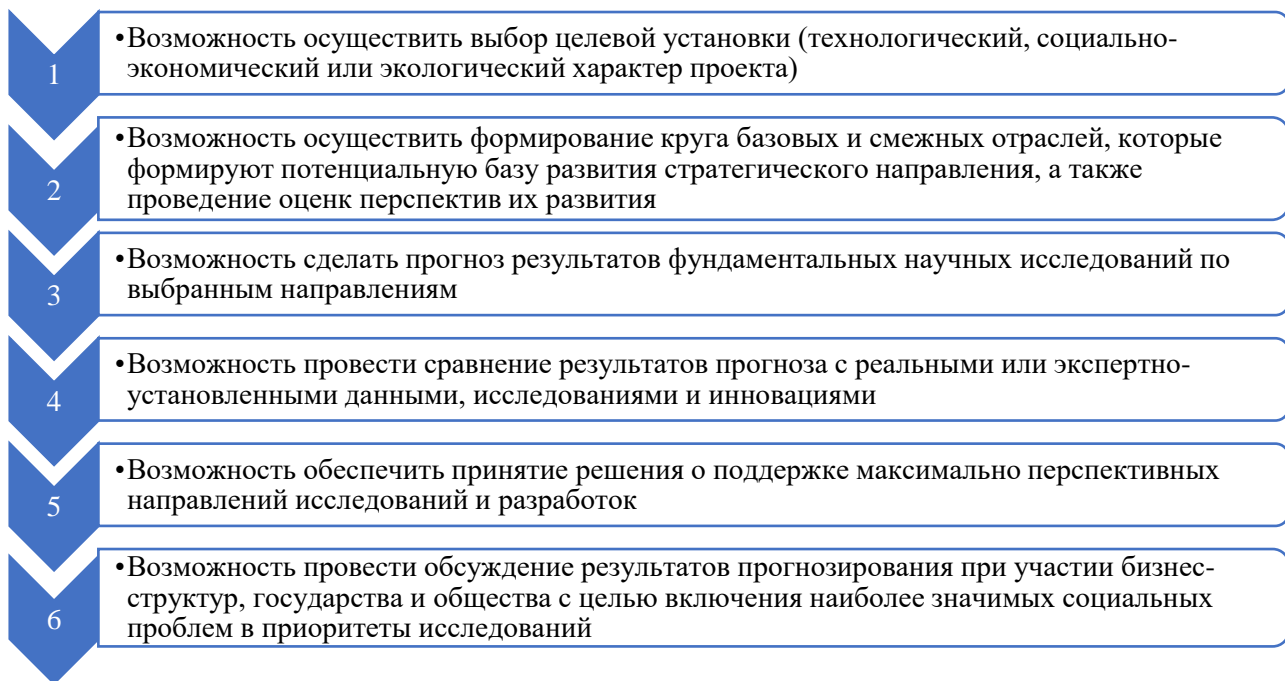 1
•Возможность осуществить выбор целевой установки (технологический, социально-
экономический или экологический характер проекта)
2
•Возможность осуществить формирование круга базовых и смежных отраслей, которые
формируют потенциальную базу развития стратегического направления, а также
проведение оценк перспектив их развития
3
•Возможность сделать прогноз результатов фундаментальных научных исследований по
выбранным направлениям
4
•Возможность провести сравнение результатов прогноза с реальными или экспертно-
установленными данными, исследованиями и инновациями
5
•Возможность обеспечить принятие решения о поддержке максимально перспективных
направлений исследований и разработок
6
•Возможность провести обсуждение результатов прогнозирования при участии бизнес-
структур, государства и общества с целью включения наиболее значимых социальных
проблем в приоритеты исследований